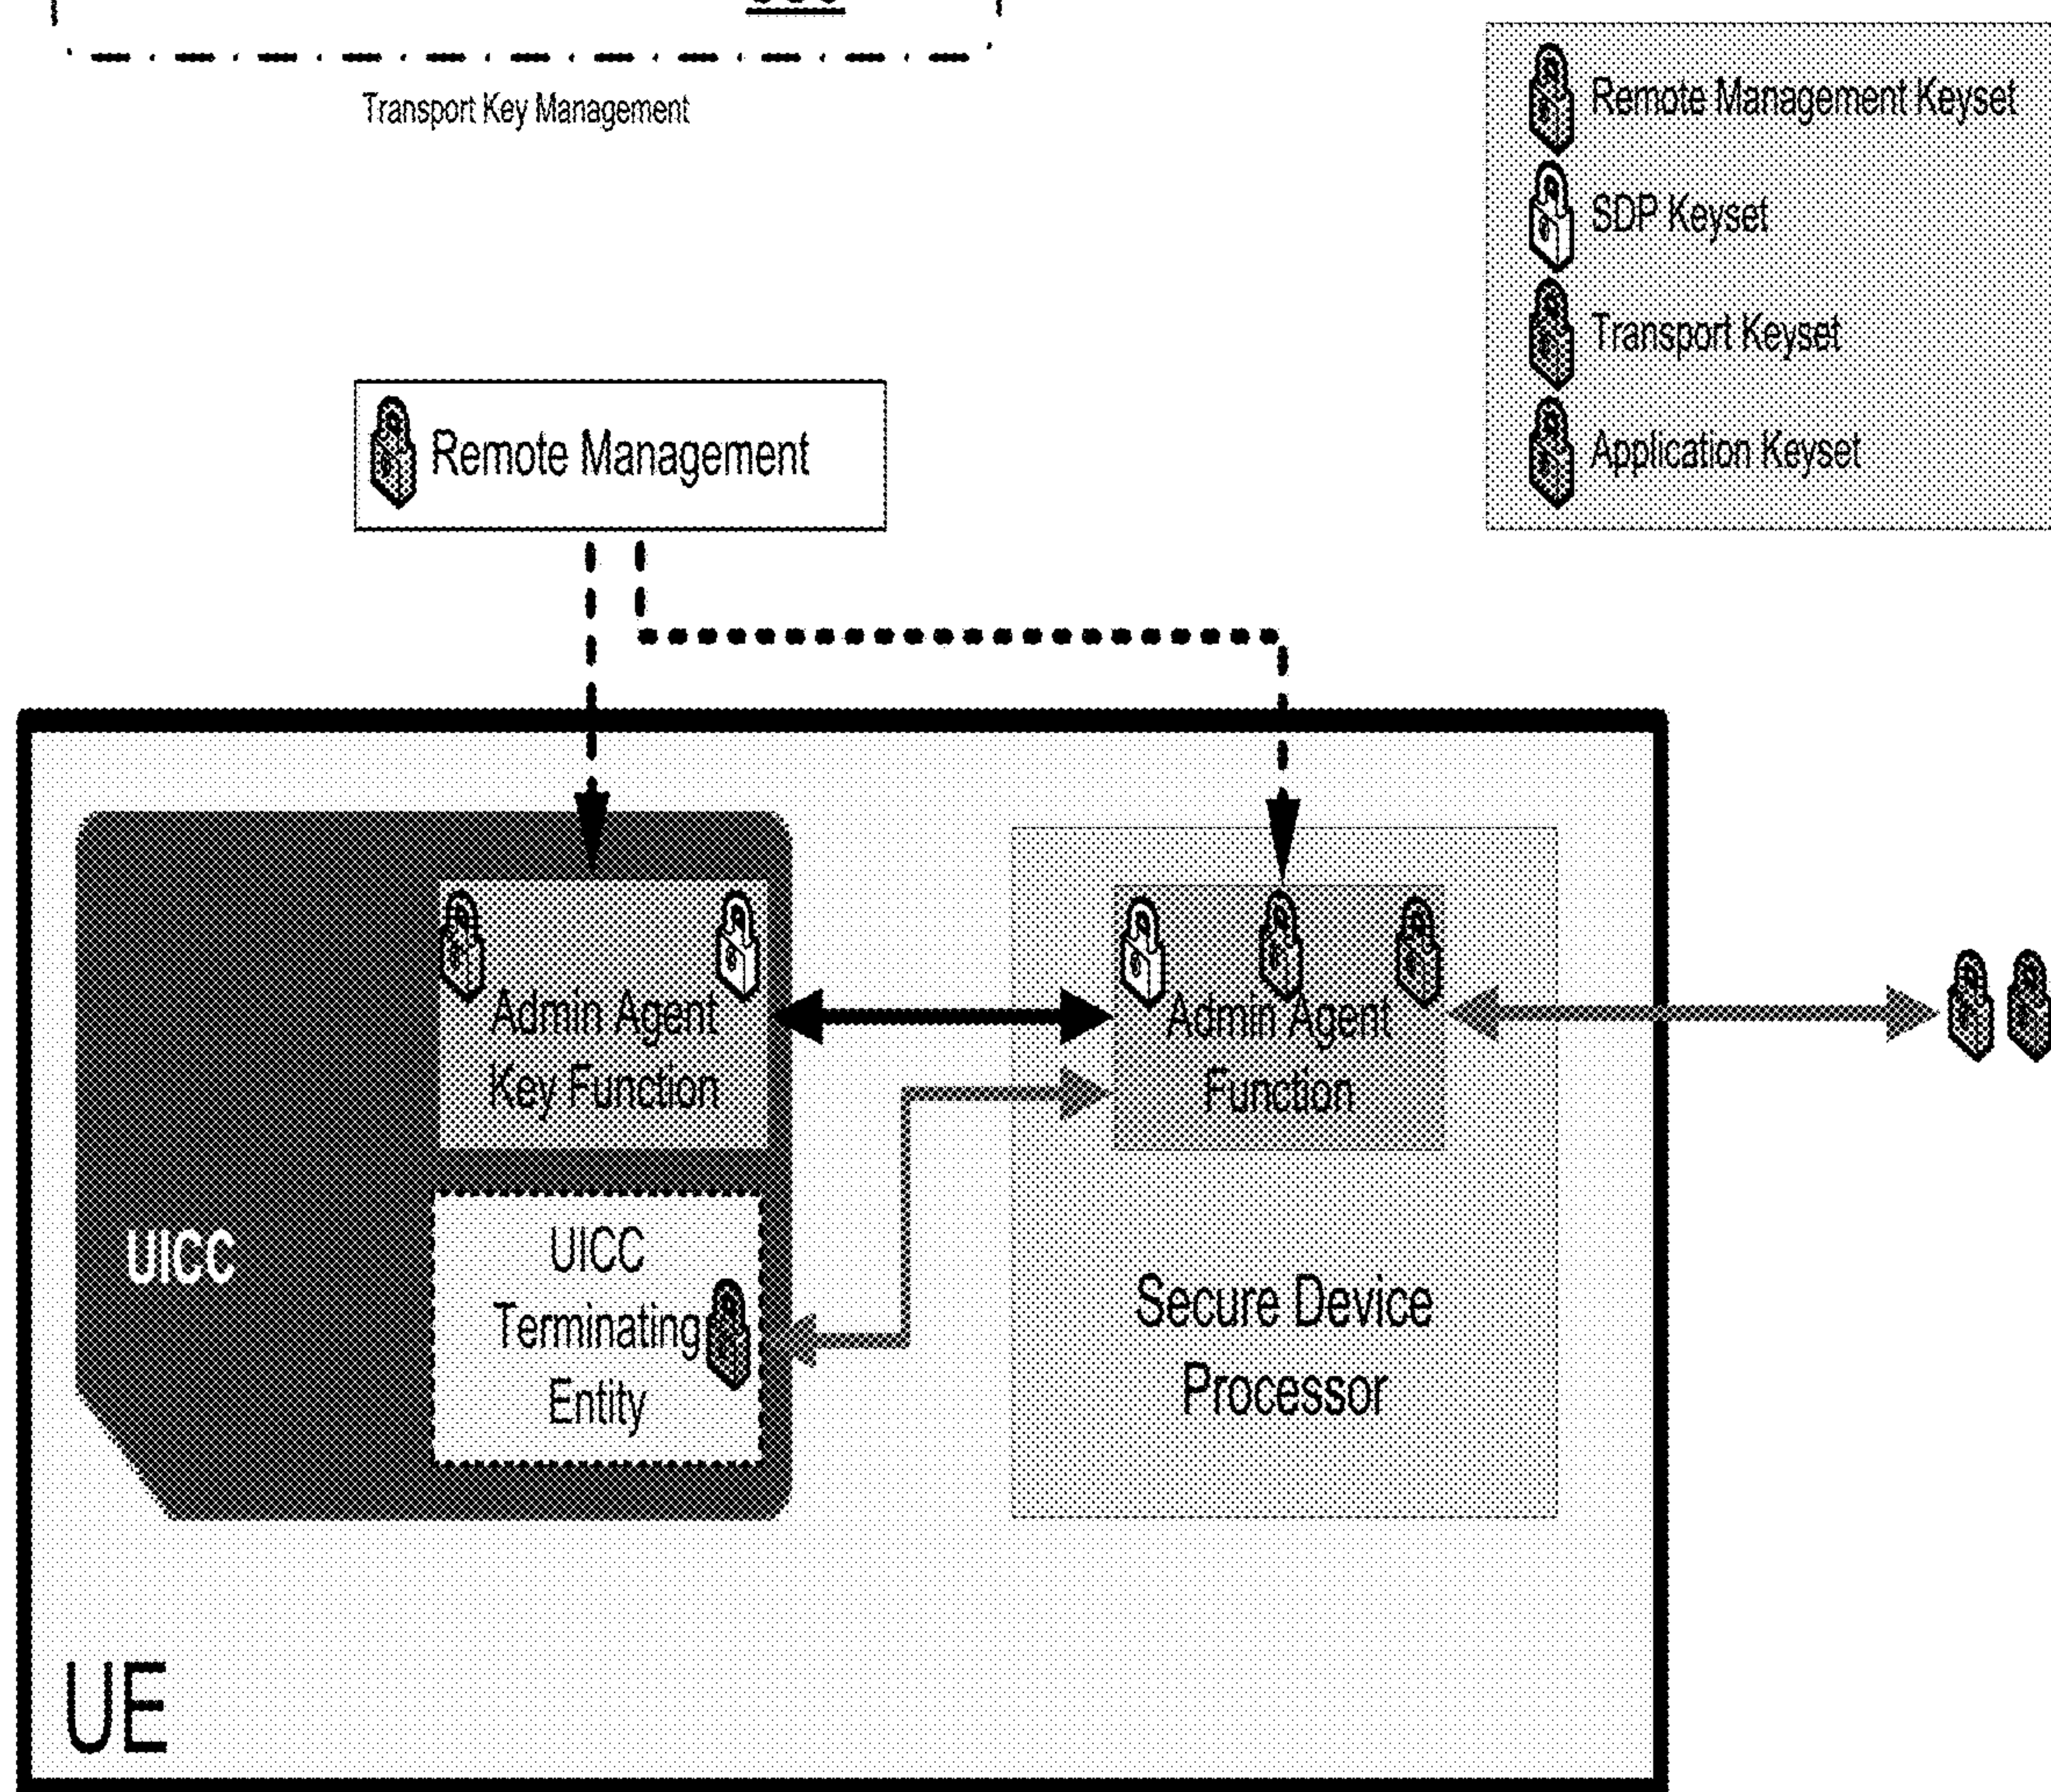 Transport Key Management
Remote Management Keyset
SDP Keyset
Transport Keyset
Application Keyset
Remote Management
Admin Agent
Key Function
Admin Agent
Function
UICC
UICC
Terminating
Entity
Secure Device
Processor
UE